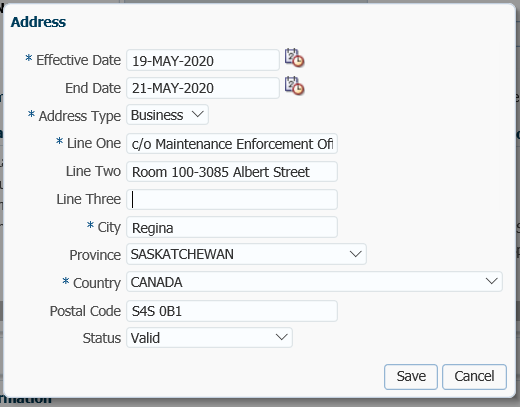 Address
* Effective Date 19-MAY-2020
End Date 21-MAY-2020
* Address Type Business
* Line One c/o Maintenance Enforcement Off
Line Two Room 100-3085 Albert Street
Line Three
* City Regina
Province SASKATCHEWAN
* Country CANADA
Postal Code S4S 0B1
Status Valid
Save Cancel